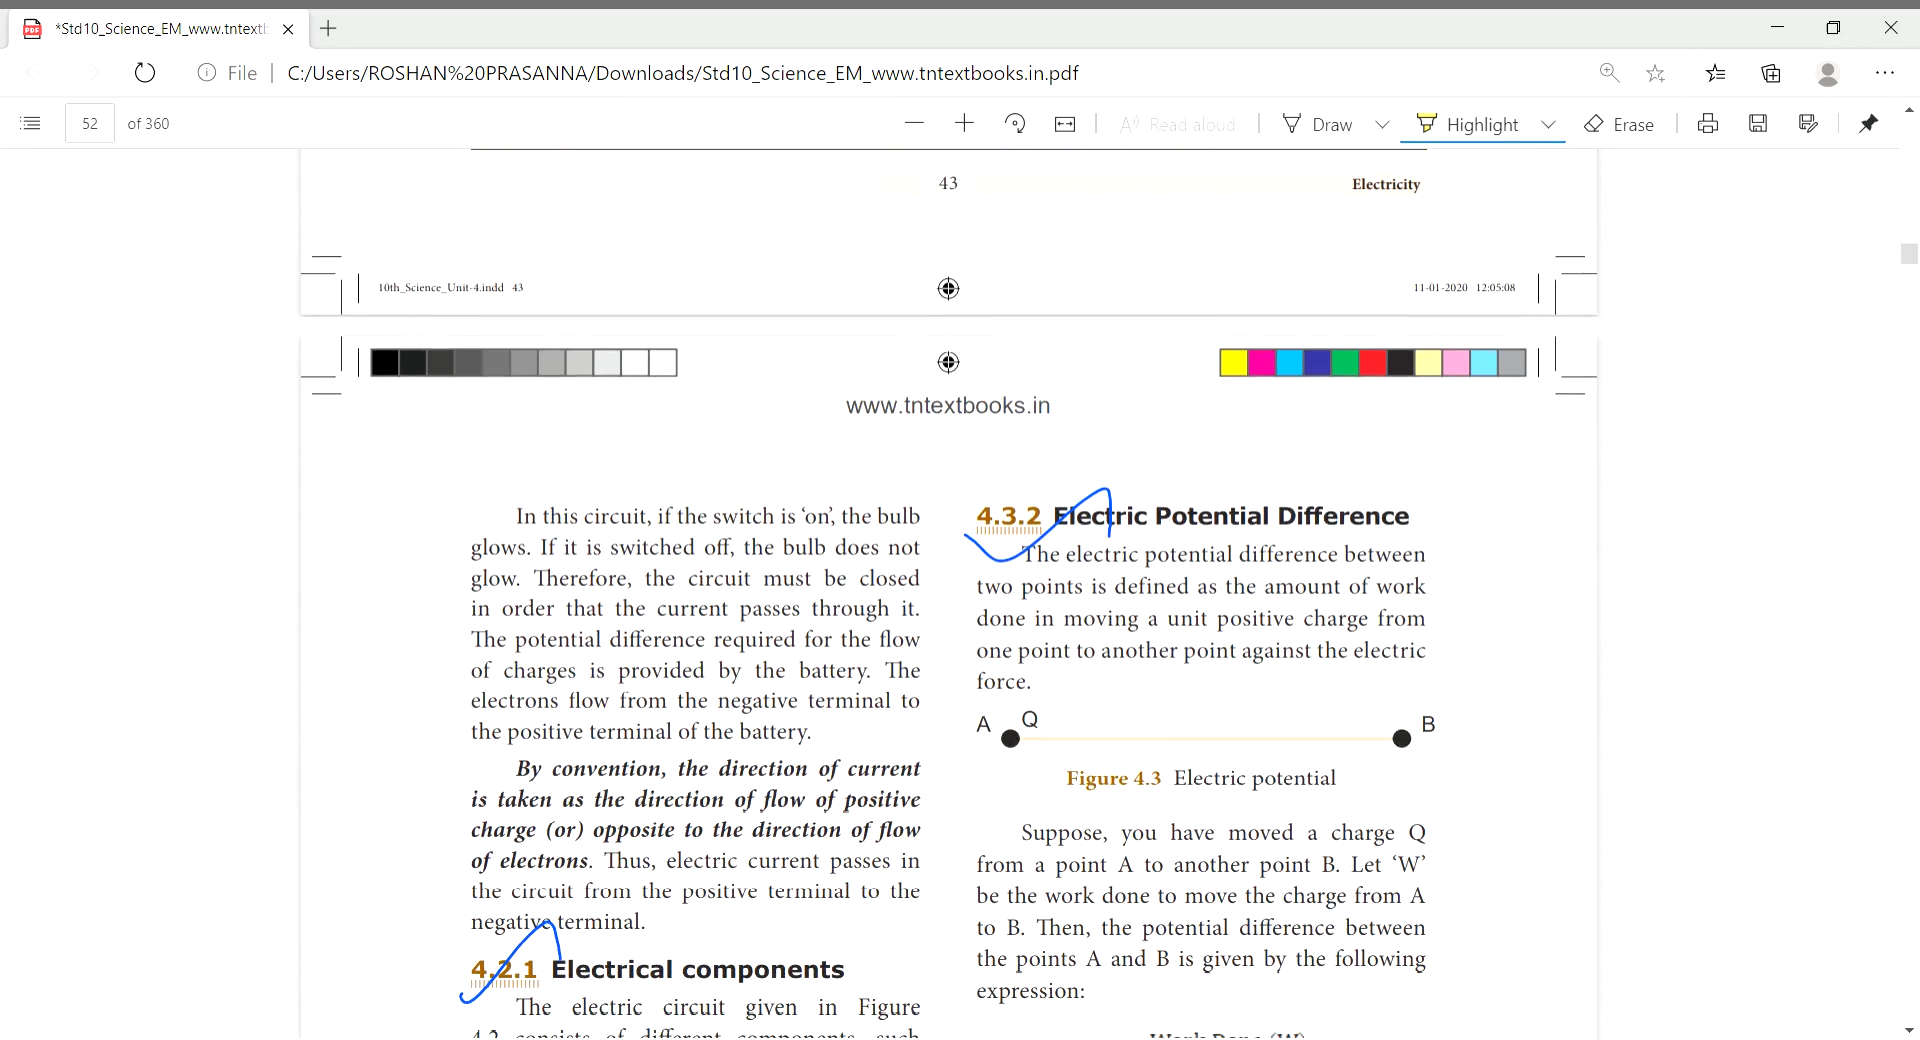 *Std10_Science_EM_www.tntextb
File
C:/Users/ROSHAN%20PRASANNA/Downloads/Std10_Science_EM_www.tntextbooks.in.pdf
52 of 360
Read aloud
Draw
Highlight
Erase
43
Electricity
10th_Science_Unit-4.indd 43
11-01-2020 12:05:08
www.tntextbooks.in
In this circuit, if the switch is ‘on’, the bulb
glows. If it is switched off, the bulb does not
glow. Therefore, the circuit must be closed
in order that the current passes through it.
The potential difference required for the flow
of charges is provided by the battery. The
electrons flow from the negative terminal to
the positive terminal of the battery.
By convention, the direction of current
is taken as the direction of flow of positive
charge (or) opposite to the direction of flow
of electrons. Thus, electric current passes in
the circuit from the positive terminal to the
negative terminal.
4.2.1 Electrical components
The electric circuit given in Figure
4.2 consists of different components, such
4.3.2 Electric Potential Difference
The electric potential difference between
two points is defined as the amount of work
done in moving a unit positive charge from
one point to another point against the electric
force.
A Q B
Figure 4.3 Electric potential
Suppose, you have moved a charge Q
from a point A to another point B. Let ‘W’
be the work done to move the charge from A
to B. Then, the potential difference between
the points A and B is given by the following
expression:
Work Done (W)